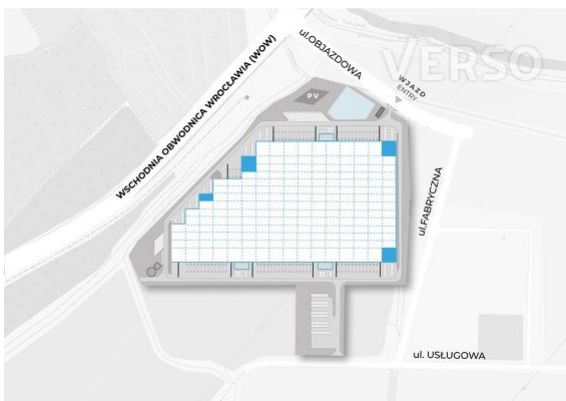 VERSO
ul.OBJAZDOWA
WJAZD
ENTRY
WSCHODNIA OBWODNICA WROCŁAWIA (WOW)
PV
ul.FABRYCZNA
ul. USŁUGOWA